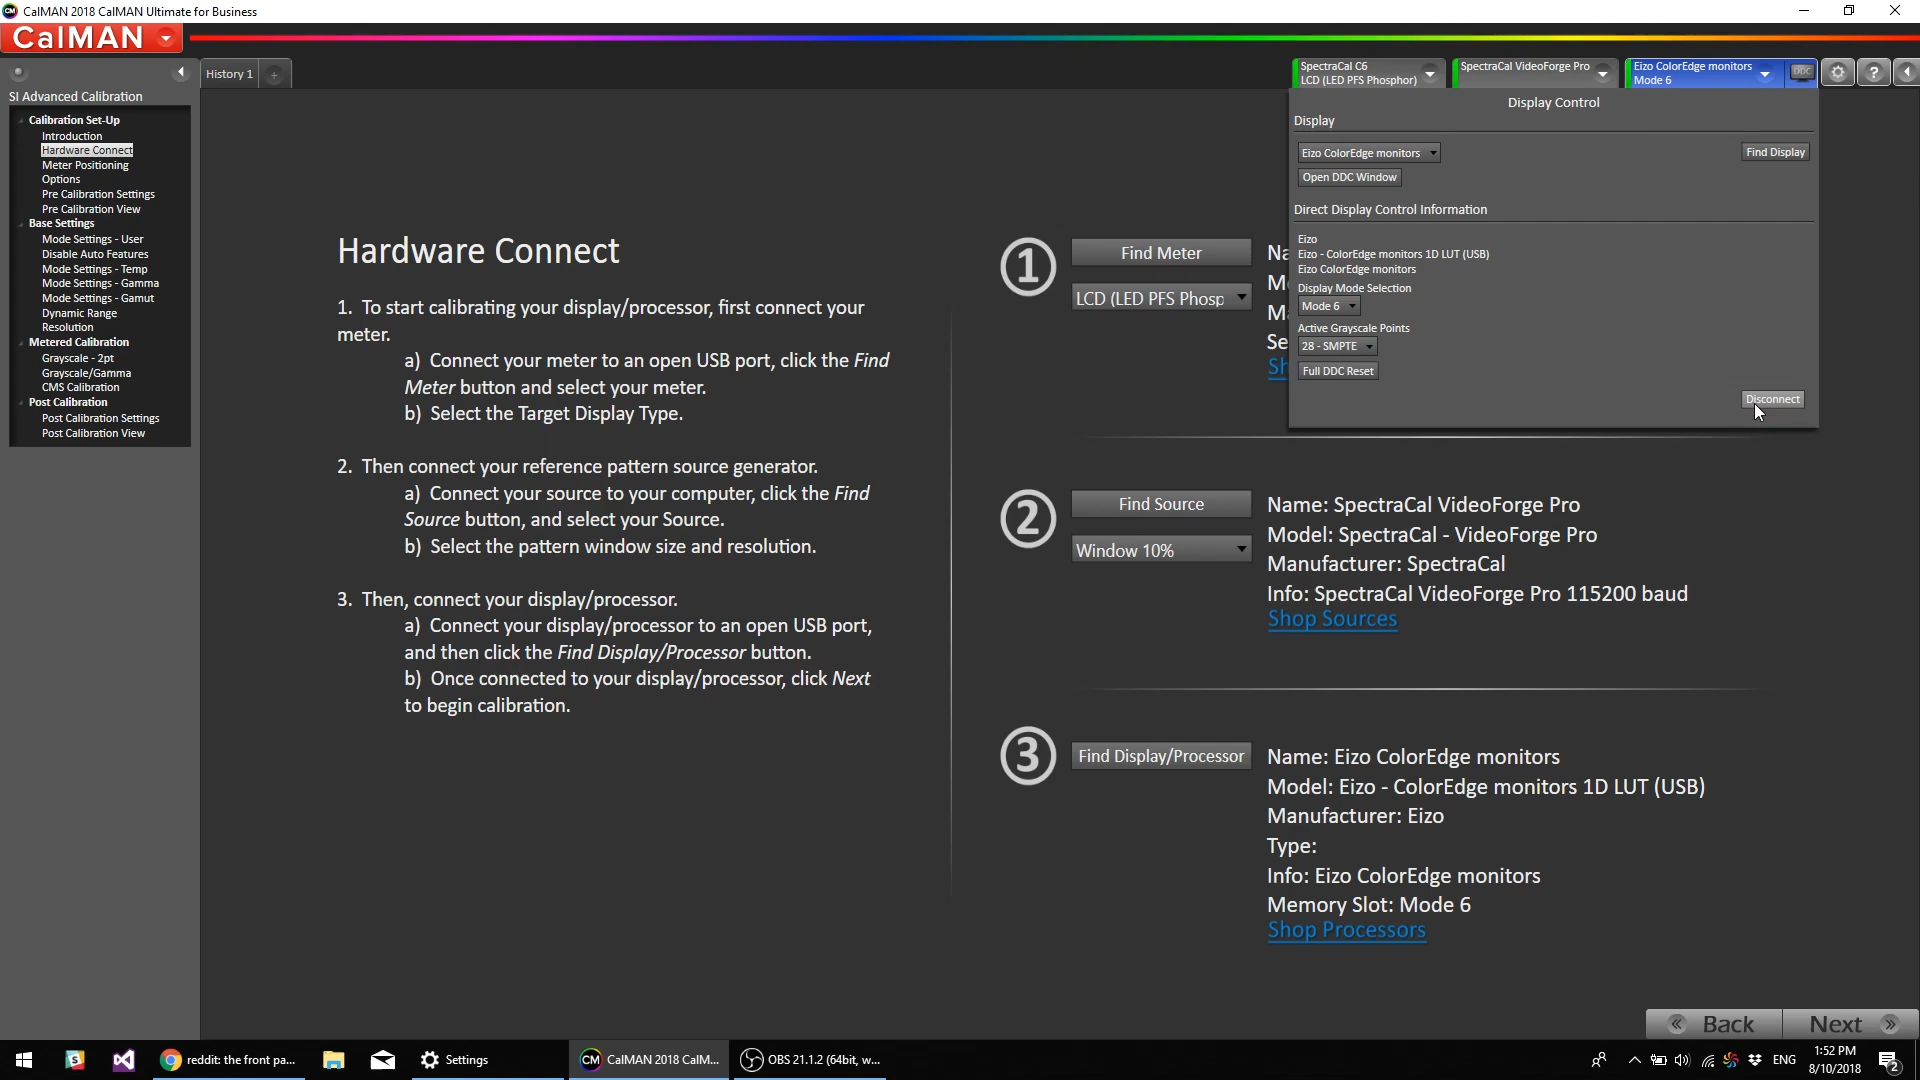 CM CalMAN 2018 CalMAN Ultimate for Business
CalMAN
History 1
+
SpectraCal C6
LCD (LED PFS Phosphor)
SpectraCal VideoForge Pro
Eizo ColorEdge monitors
Mode 6
DDC
?
SI Advanced Calibration
Calibration Set-Up
Introduction
Hardware Connect
Meter Positioning
Options
Pre Calibration Settings
Pre Calibration View
Base Settings
Mode Settings - User
Disable Auto Features
Mode Settings - Temp
Mode Settings - Gamma
Mode Settings - Gamut
Dynamic Range
Resolution
Metered Calibration
Grayscale - 2pt
Grayscale/Gamma
CMS Calibration
Post Calibration
Post Calibration Settings
Post Calibration View
Hardware Connect
1. To start calibrating your display/processor, first connect your
meter.
a) Connect your meter to an open USB port, click the Find
Meter button and select your meter.
b) Select the Target Display Type.
2. Then connect your reference pattern source generator.
a) Connect your source to your computer, click the Find
Source button, and select your Source.
b) Select the pattern window size and resolution.
3. Then, connect your display/processor.
a) Connect your display/processor to an open USB port,
and then click the Find Display/Processor button.
b) Once connected to your display/processor, click Next
to begin calibration.
1
Find Meter
LCD (LED PFS Phosp
Na
M
Ma
Se
Sh
Display Control
Display
Eizo ColorEdge monitors
Find Display
Open DDC Window
Direct Display Control Information
Eizo
Eizo - ColorEdge monitors 1D LUT (USB)
Eizo ColorEdge monitors
Display Mode Selection
Mode 6
Active Grayscale Points
28 - SMPTE
Full DDC Reset
Disconnect
2
Find Source
Window 10%
Name: SpectraCal VideoForge Pro
Model: SpectraCal - VideoForge Pro
Manufacturer: SpectraCal
Info: SpectraCal VideoForge Pro 115200 baud
Shop Sources
3
Find Display/Processor
Name: Eizo ColorEdge monitors
Model: Eizo - ColorEdge monitors 1D LUT (USB)
Manufacturer: Eizo
Type:
Info: Eizo ColorEdge monitors
Memory Slot: Mode 6
Shop Processors
« Back
Next »
S
reddit: the front pa...
Settings
CM CalMAN 2018 CalM...
OBS 21.1.2 (64bit, w...
ENG
1:52 PM
8/10/2018
2